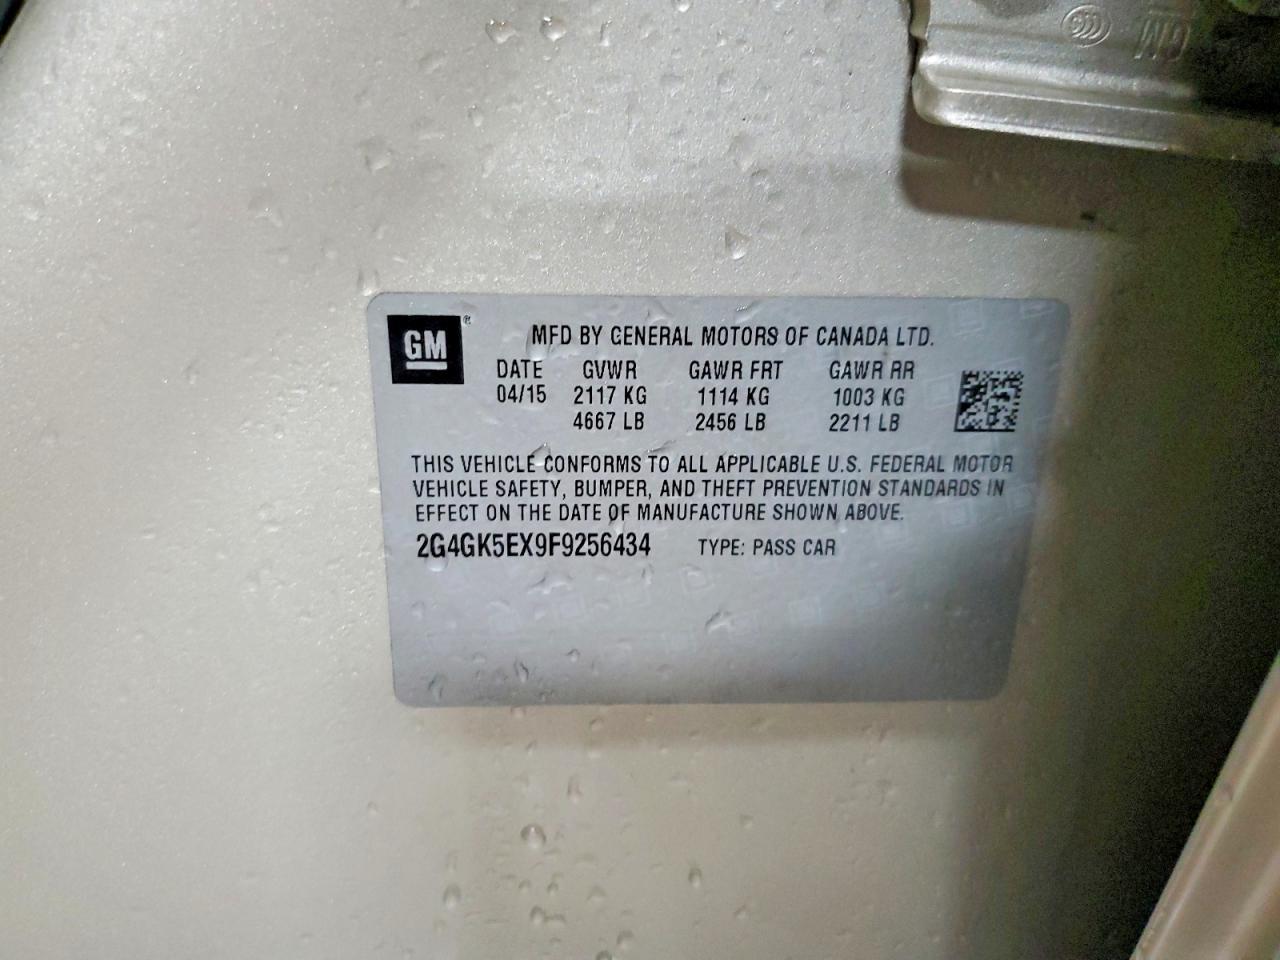 GM
GM®
MFD BY GENERAL MOTORS OF CANADA LTD.
DATE GVWR GAWR FRT GAWR RR
04/15 2117 KG 1114 KG 1003 KG
4667 LB 2456 LB 2211 LB
THIS VEHICLE CONFORMS TO ALL APPLICABLE U.S. FEDERAL MOTOR
VEHICLE SAFETY, BUMPER, AND THEFT PREVENTION STANDARDS IN
EFFECT ON THE DATE OF MANUFACTURE SHOWN ABOVE.
2G4GK5EX9F9256434 TYPE: PASS CAR